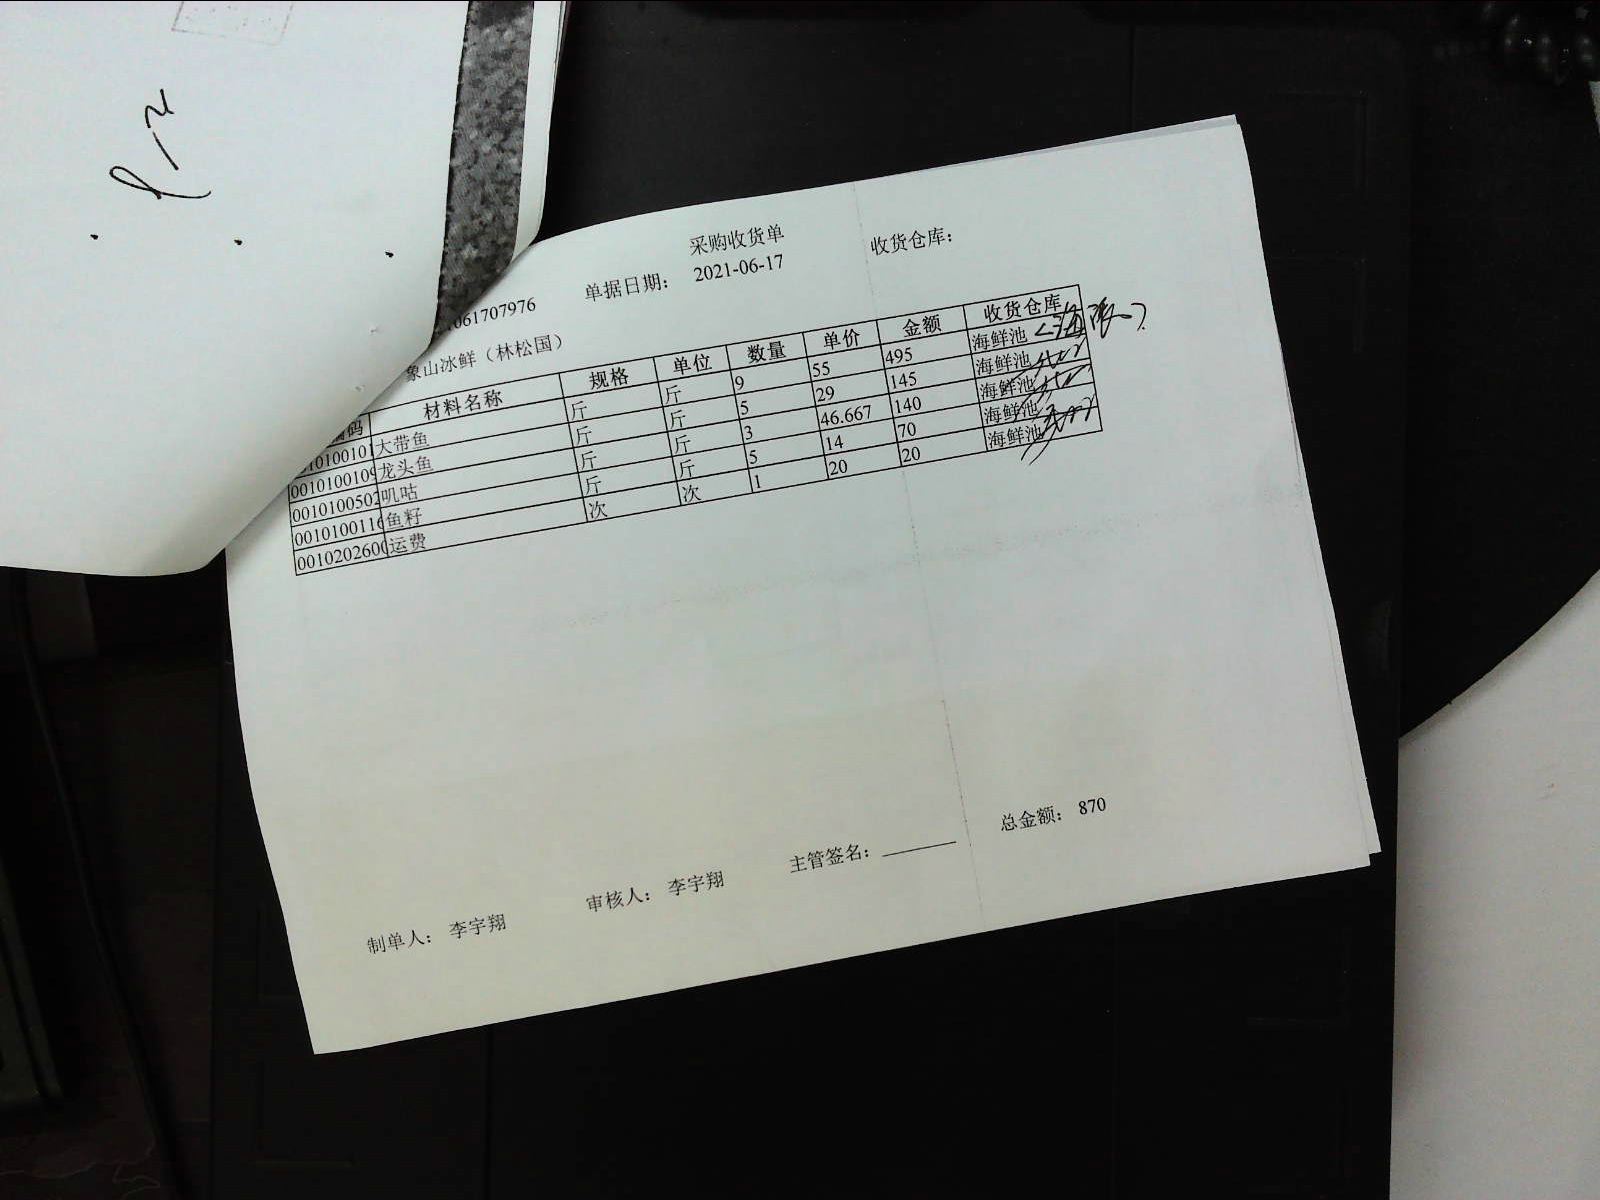 采购收货单
061707976 单据日期： 2021-06-17 收货仓库：
象山冰鲜（林松国）
码 材料名称 规格 单位 数量 单价 金额 收货仓库
010100101 大带鱼 斤 斤 9 55 495 海鲜池
0010100109 龙头鱼 斤 斤 5 29 145 海鲜池
0010100502 叽咕 斤 斤 3 46.667 140 海鲜池
0010100116 鱼籽 斤 斤 5 14 70 海鲜池
0010202600 运费 次 次 1 20 20 海鲜池
制单人： 李宇翔 审核人： 李宇翔 主管签名： 总金额： 870